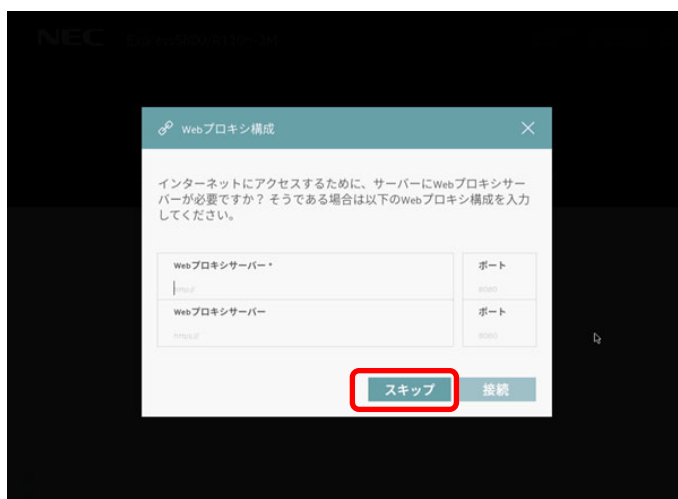 NEC
Webプロキシ構成
インターネットにアクセスするために、サーバーにWebプロキシサー
バーが必要ですか？そうである場合は以下のWebプロキシ構成を入力
してください。
Webプロキシサーバー *
ポート
http://
8080
Webプロキシサーバー
ポート
https://
8080
スキップ
接続